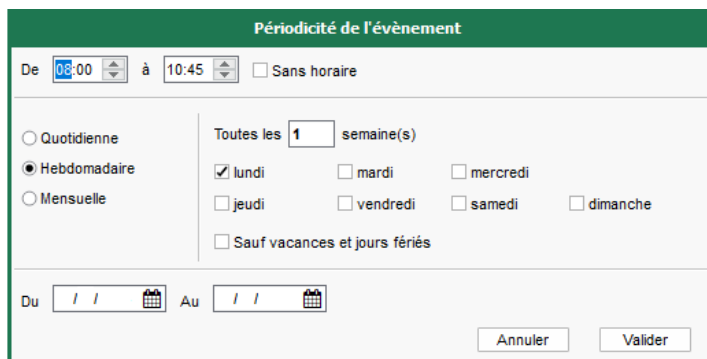 Périodicité de l'évènement
De 08:00 à 10:45 Sans horaire
Quotidienne
Hebdomadaire
Mensuelle
Toutes les 1 semaine(s)
lundi mardi mercredi
jeudi vendredi samedi dimanche
Sauf vacances et jours fériés
Du / / Au / /
Annuler Valider